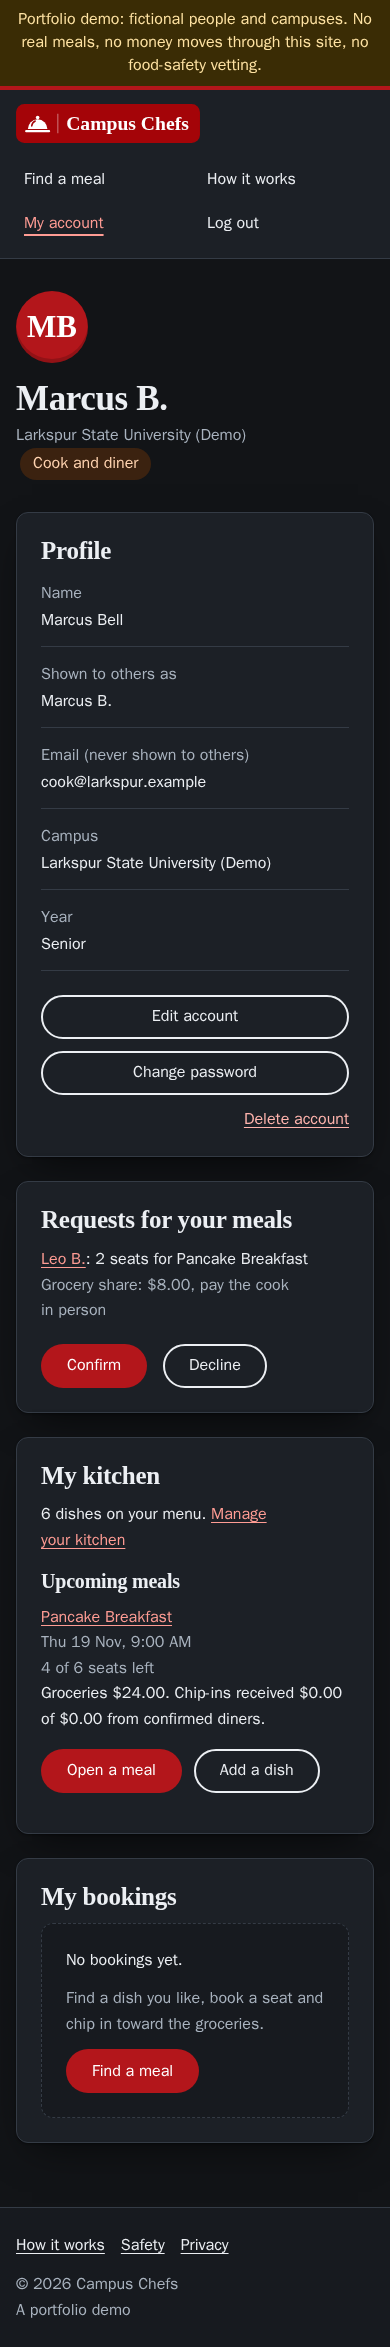 Portfolio demo: fictional people and campuses. No
real meals, no money moves through this site, no
food-safety vetting.
Campus Chefs
Find a meal
How it works
My account
Log out
MB
Marcus B.
Larkspur State University (Demo)
Cook and diner
Profile
Name
Marcus Bell
Shown to others as
Marcus B.
Email (never shown to others)
cook@larkspur.example
Campus
Larkspur State University (Demo)
Year
Senior
Edit account
Change password
Delete account
Requests for your meals
Leo B.: 2 seats for Pancake Breakfast
Grocery share: $8.00, pay the cook
in person
Confirm
Decline
My kitchen
6 dishes on your menu. Manage
your kitchen
Upcoming meals
Pancake Breakfast
Thu 19 Nov, 9:00 AM
4 of 6 seats left
Groceries $24.00. Chip-ins received $0.00
of $0.00 from confirmed diners.
Open a meal
Add a dish
My bookings
No bookings yet.
Find a dish you like, book a seat and
chip in toward the groceries.
Find a meal
How it works
Safety
Privacy
© 2026 Campus Chefs
A portfolio demo